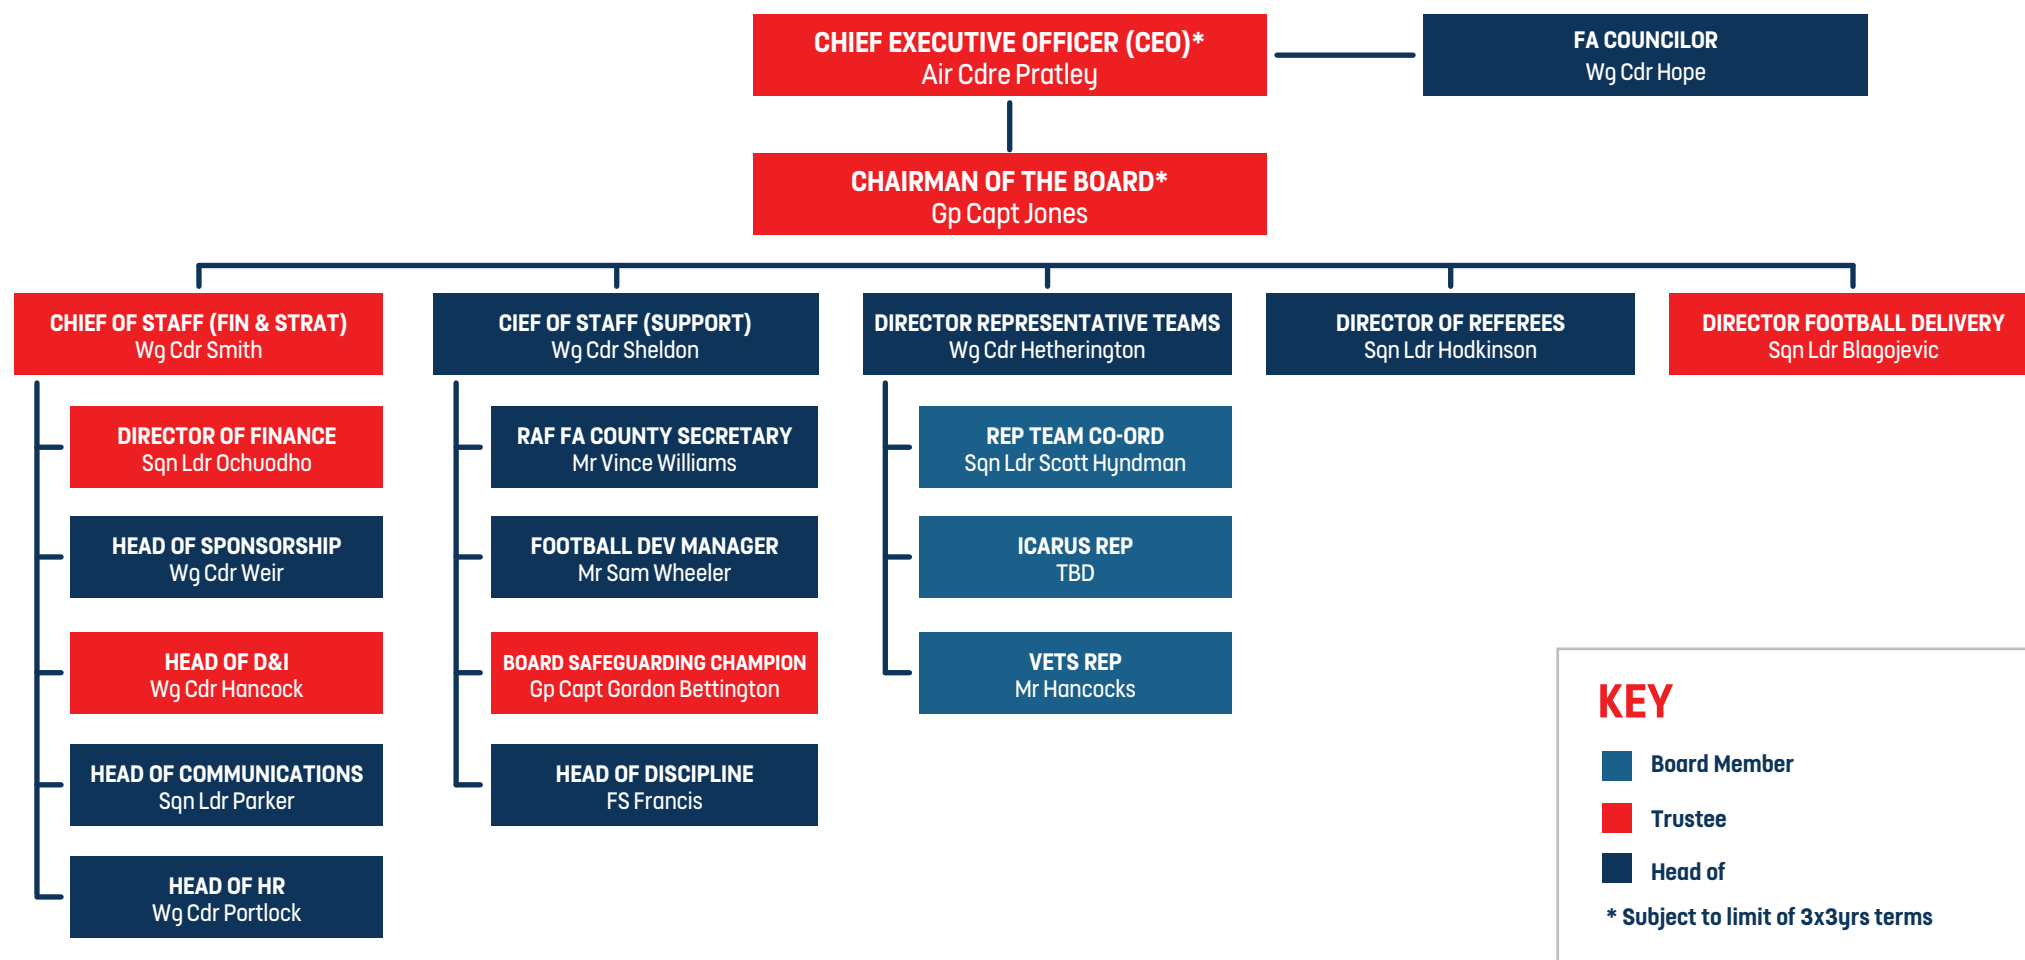 CHIEF EXECUTIVE OFFICER (CEO)*
Air Cdre Pratley
FA COUNCILOR
Wg Cdr Hope
CHAIRMAN OF THE BOARD*
Gp Capt Jones
CHIEF OF STAFF (FIN & STRAT)
Wg Cdr Smith
CIEF OF STAFF (SUPPORT)
Wg Cdr Sheldon
DIRECTOR REPRESENTATIVE TEAMS
Wg Cdr Hetherington
DIRECTOR OF REFEREES
Sqn Ldr Hodkinson
DIRECTOR FOOTBALL DELIVERY
Sqn Ldr Blagojevic
DIRECTOR OF FINANCE
Sqn Ldr Ochuodho
HEAD OF SPONSORSHIP
Wg Cdr Weir
HEAD OF D&I
Wg Cdr Hancock
HEAD OF COMMUNICATIONS
Sqn Ldr Parker
HEAD OF HR
Wg Cdr Portlock
RAF FA COUNTY SECRETARY
Mr Vince Williams
FOOTBALL DEV MANAGER
Mr Sam Wheeler
BOARD SAFEGUARDING CHAMPION
Gp Capt Gordon Bettington
HEAD OF DISCIPLINE
FS Francis
REP TEAM CO-ORD
Sqn Ldr Scott Hyndman
ICARUS REP
TBD
VETS REP
Mr Hancocks
KEY
Board Member
Trustee
Head of
* Subject to limit of 3x3yrs terms